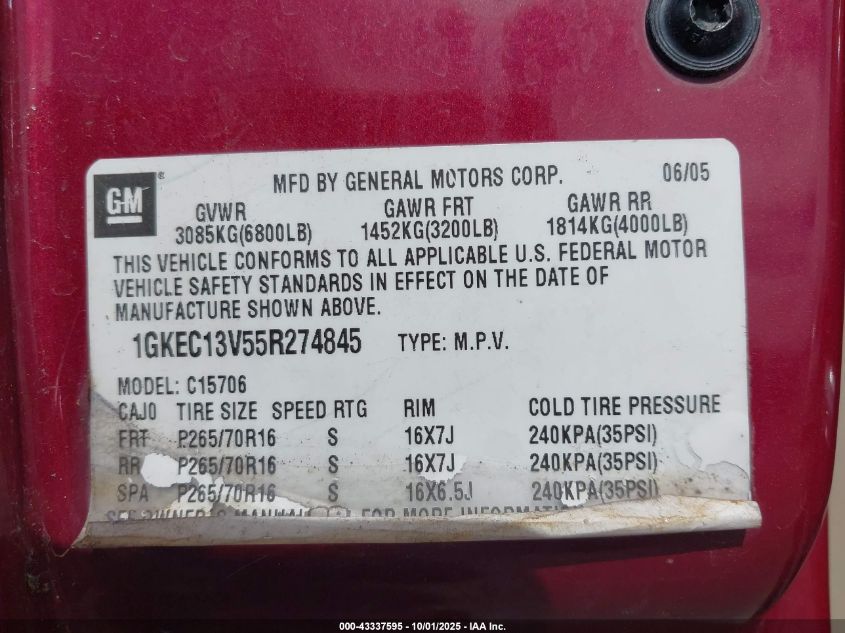 GM ®
MFD BY GENERAL MOTORS CORP. 06/05
GVWR GAWR FRT GAWR RR
3085KG(6800LB) 1452KG(3200LB) 1814KG(4000LB)
THIS VEHICLE CONFORMS TO ALL APPLICABLE U.S. FEDERAL MOTOR
VEHICLE SAFETY STANDARDS IN EFFECT ON THE DATE OF
MANUFACTURE SHOWN ABOVE.
1GKEC13V55R274845 TYPE: M.P.V.
MODEL: C15706
CAJ0 TIRE SIZE SPEED RTG RIM COLD TIRE PRESSURE
FRT P265/70R16 S 16X7J 240KPA(35PSI)
RR P265/70R16 S 16X7J 240KPA(35PSI)
SPA P265/70R16 S 16X6.5J 240KPA(35PSI)
FOR MORE
000-43337595 - 10/01/2025 - IAA Inc.